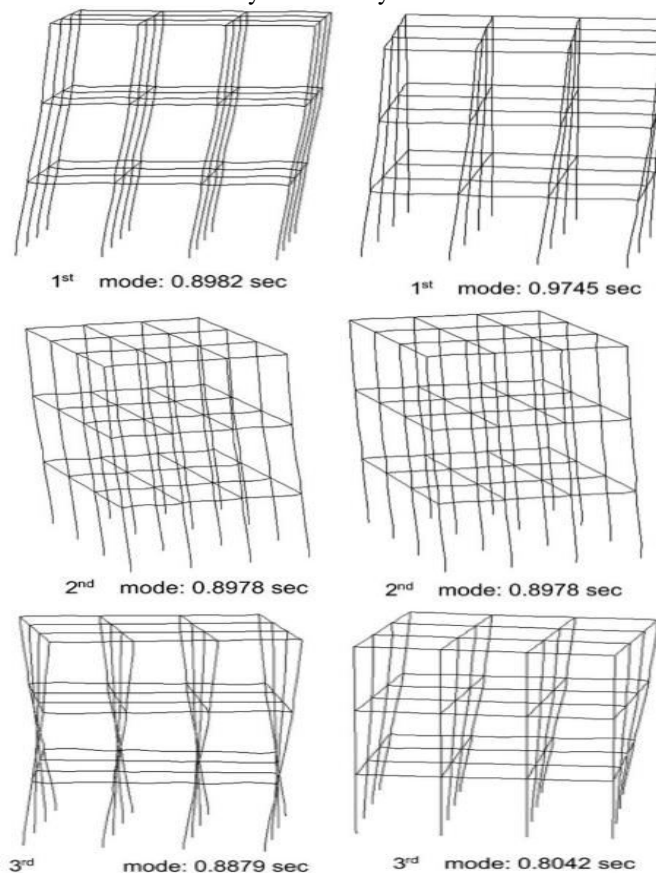 1st mode: 0.8982 sec
1st mode: 0.9745 sec
2nd mode: 0.8978 sec
2nd mode: 0.8978 sec
3rd mode: 0.8879 sec
3rd mode: 0.8042 sec